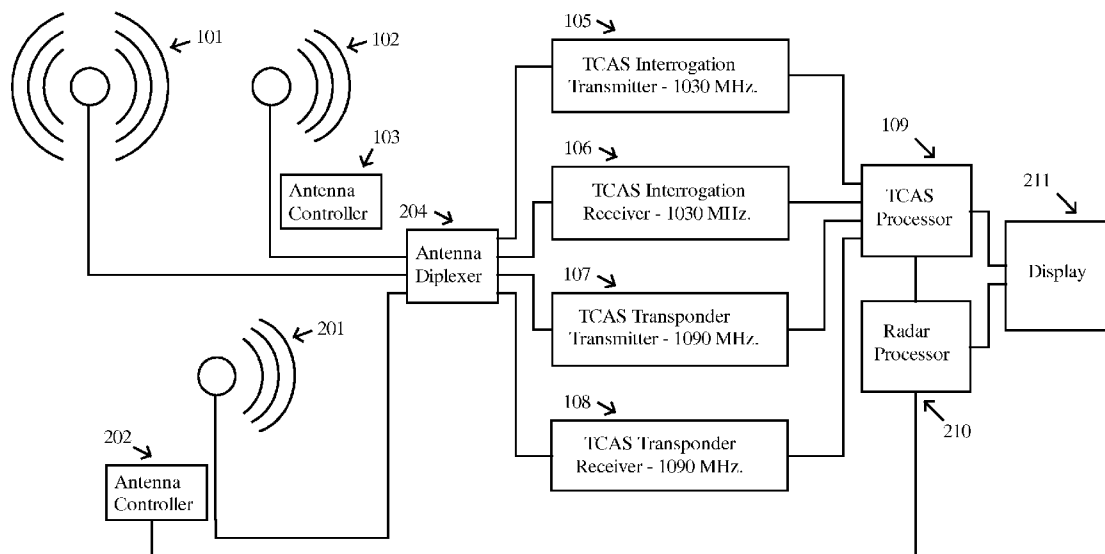 101
102
103
Antenna
Controller
204
Antenna
Diplexer
105
TCAS Interrogation
Transmitter - 1030 MHz.
106
TCAS Interrogation
Receiver - 1030 MHz.
107
TCAS Transponder
Transmitter - 1090 MHz.
108
TCAS Transponder
Receiver - 1090 MHz.
109
TCAS
Processor
211
Display
Radar
Processor
210
201
202
Antenna
Controller